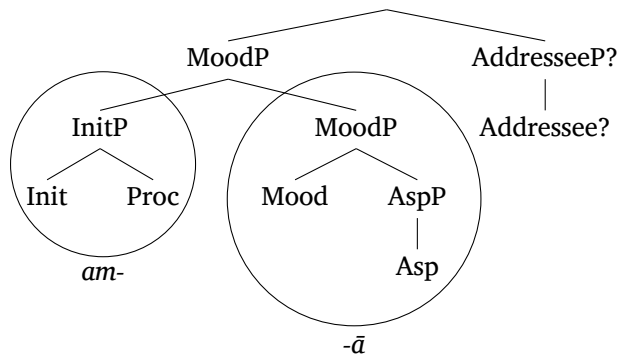 MoodP AddresseeP?
InitP MoodP Addressee?
Init Proc Mood AspP
am- Asp
-ā